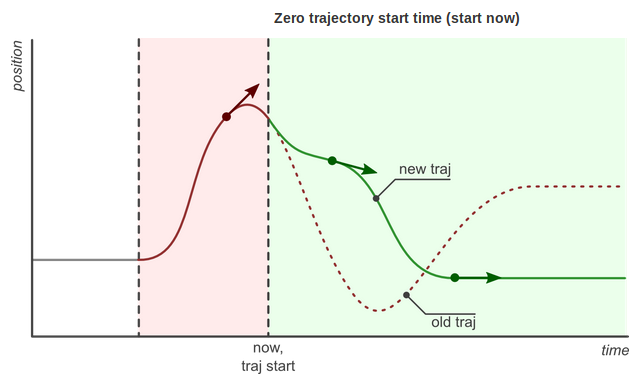 Zero trajectory start time (start now)
position
new traj
old traj
now,
traj start
time